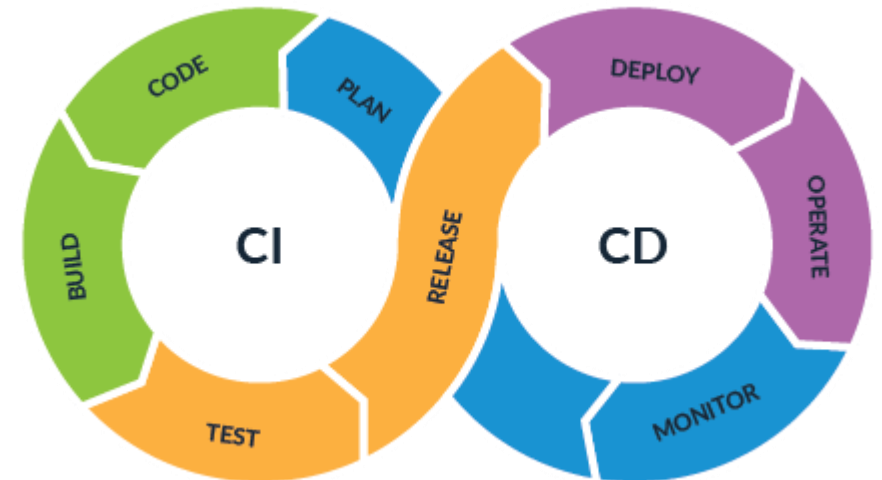 PLAN
CODE
BUILD
TEST
RELEASE
DEPLOY
OPERATE
MONITOR
CI
CD